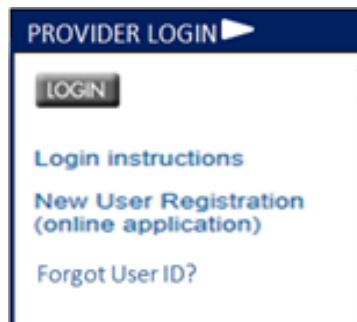 PROVIDER LOGIN
LOGIN
Login instructions
New User Registration
(online application)
Forgot User ID?